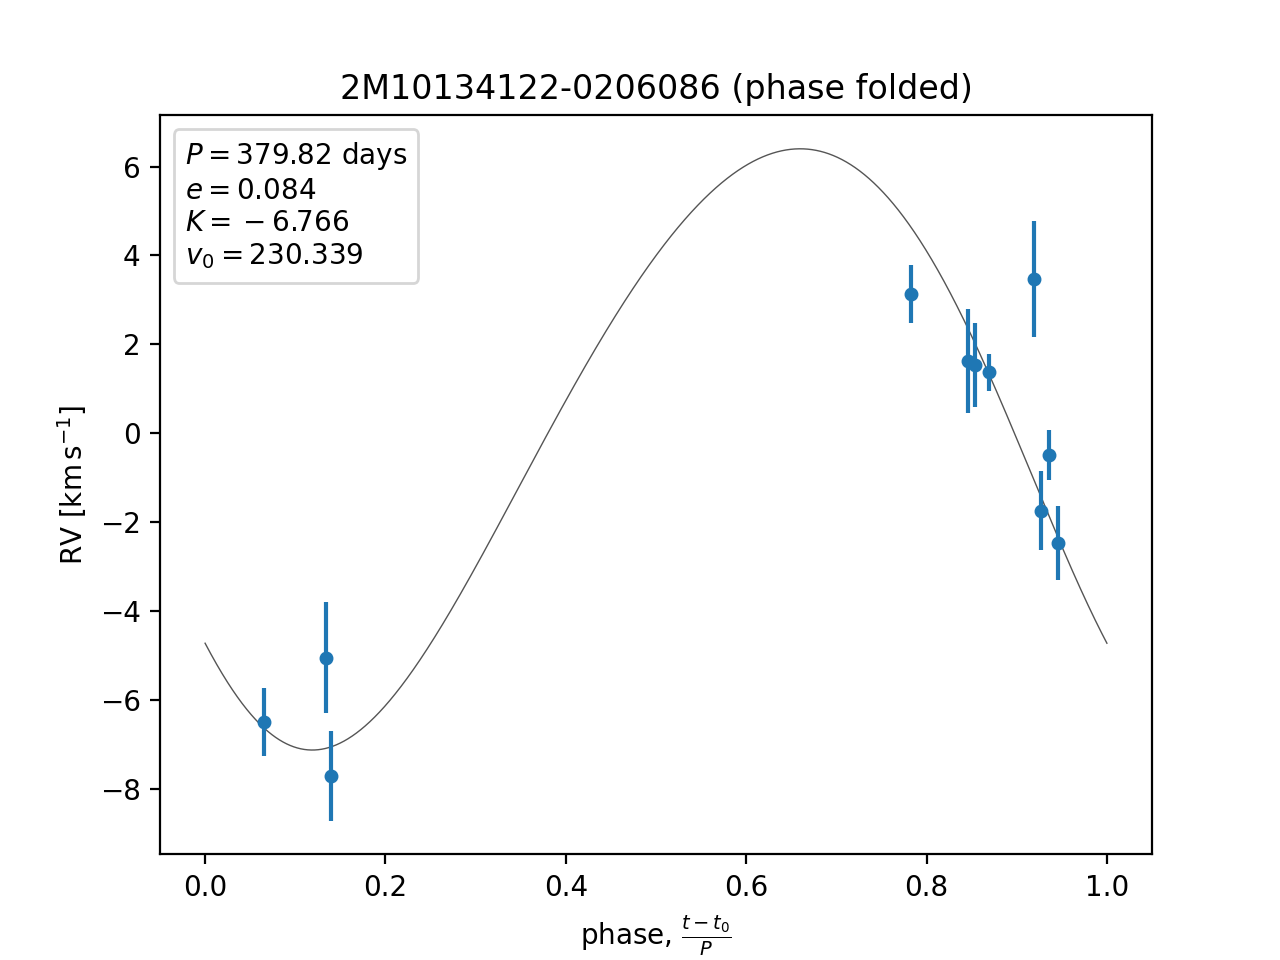 2M10134122-0206086 (phase folded)
P = 379.82 days
e = 0.084
K = −6.766
v₀ = 230.339
6
4
2
0
−2
−4
−6
−8
RV [km s⁻¹]
0.0 0.2 0.4 0.6 0.8 1.0
phase, (t − t₀)/P